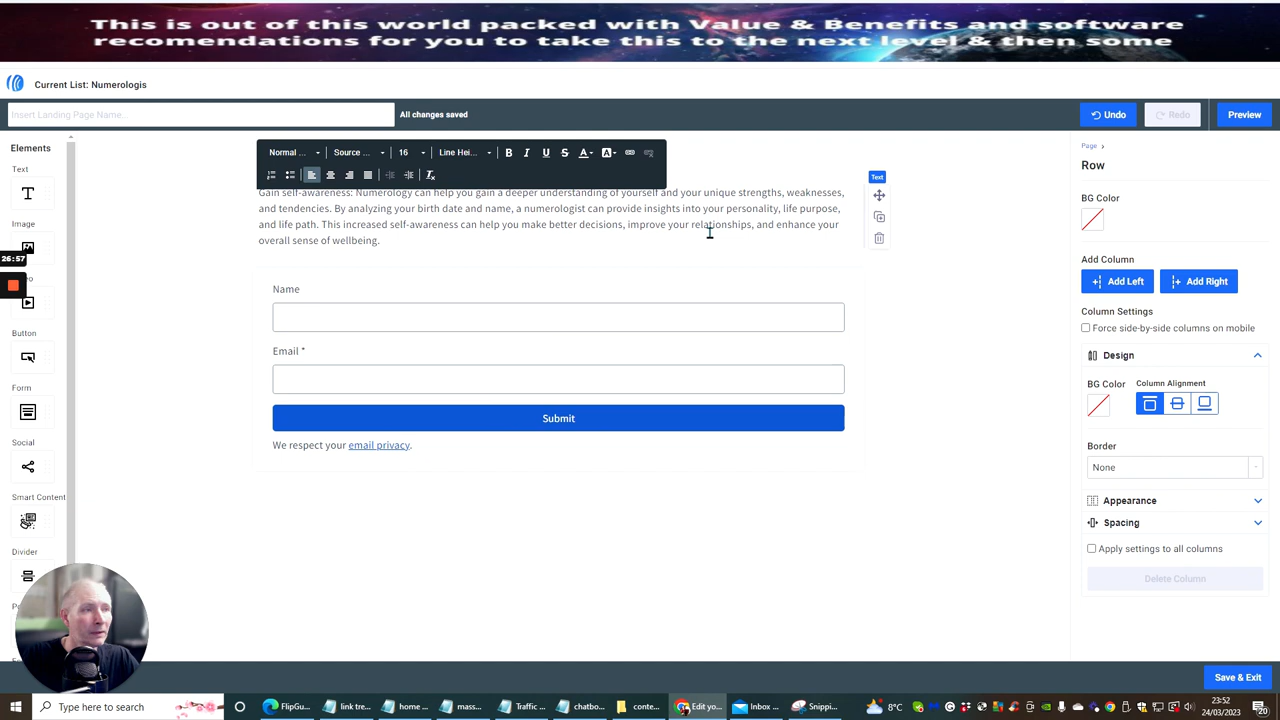 This is out of this world packed with Value & Benefits and software
recomendations for you to take this to the next level & then some
Current List: Numerologis
Insert Landing Page Name...
All changes saved
Undo
Redo
Preview
Elements
Text
Image
Button
Form
Social
Smart Content
Divider
26:57
Normal ...
Source ...
16
Line Hei...
B I U S A A
Text
Gain self-awareness: Numerology can help you gain a deeper understanding of yourself and your unique strengths, weaknesses,
and tendencies. By analyzing your birth date and name, a numerologist can provide insights into your personality, life purpose,
and life path. This increased self-awareness can help you make better decisions, improve your relationships, and enhance your
overall sense of wellbeing.
Name
Email *
Submit
We respect your email privacy.
Page
Row
BG Color
Add Column
Add Left
Add Right
Column Settings
Force side-by-side columns on mobile
Design
BG Color
Column Alignment
Border
None
Appearance
Spacing
Apply settings to all columns
Delete Column
Save & Exit
Type here to search
FlipGu...
link tre...
home ...
mass...
Traffic ...
chatbo...
conte...
Edit yo...
Inbox ...
Snippi...
8°C
23:52
24/03/2023